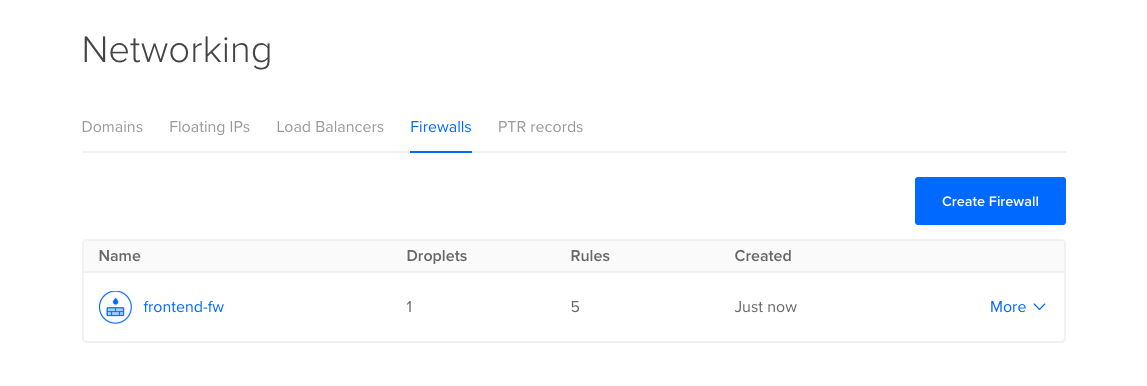 Networking
Domains Floating IPs Load Balancers Firewalls PTR records
Create Firewall
Name Droplets Rules Created
frontend-fw 1 5 Just now More